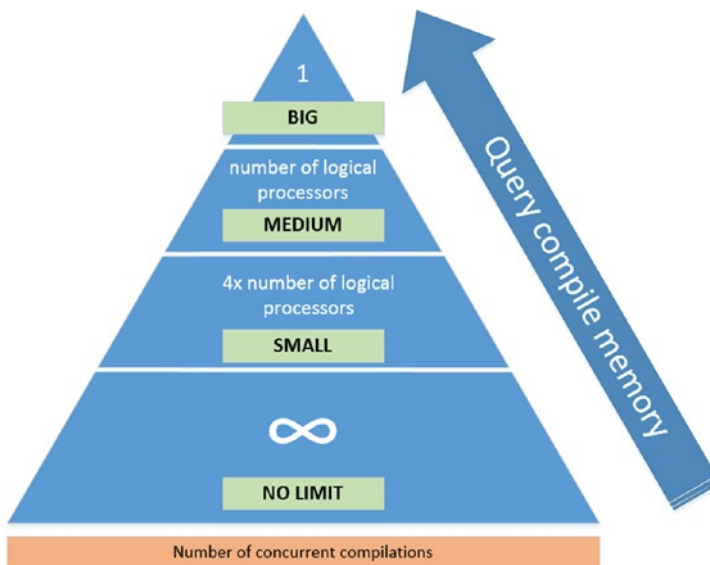 1
BIG
number of logical
processors
MEDIUM
4x number of logical
processors
SMALL
∞
NO LIMIT
Query compile memory
Number of concurrent compilations